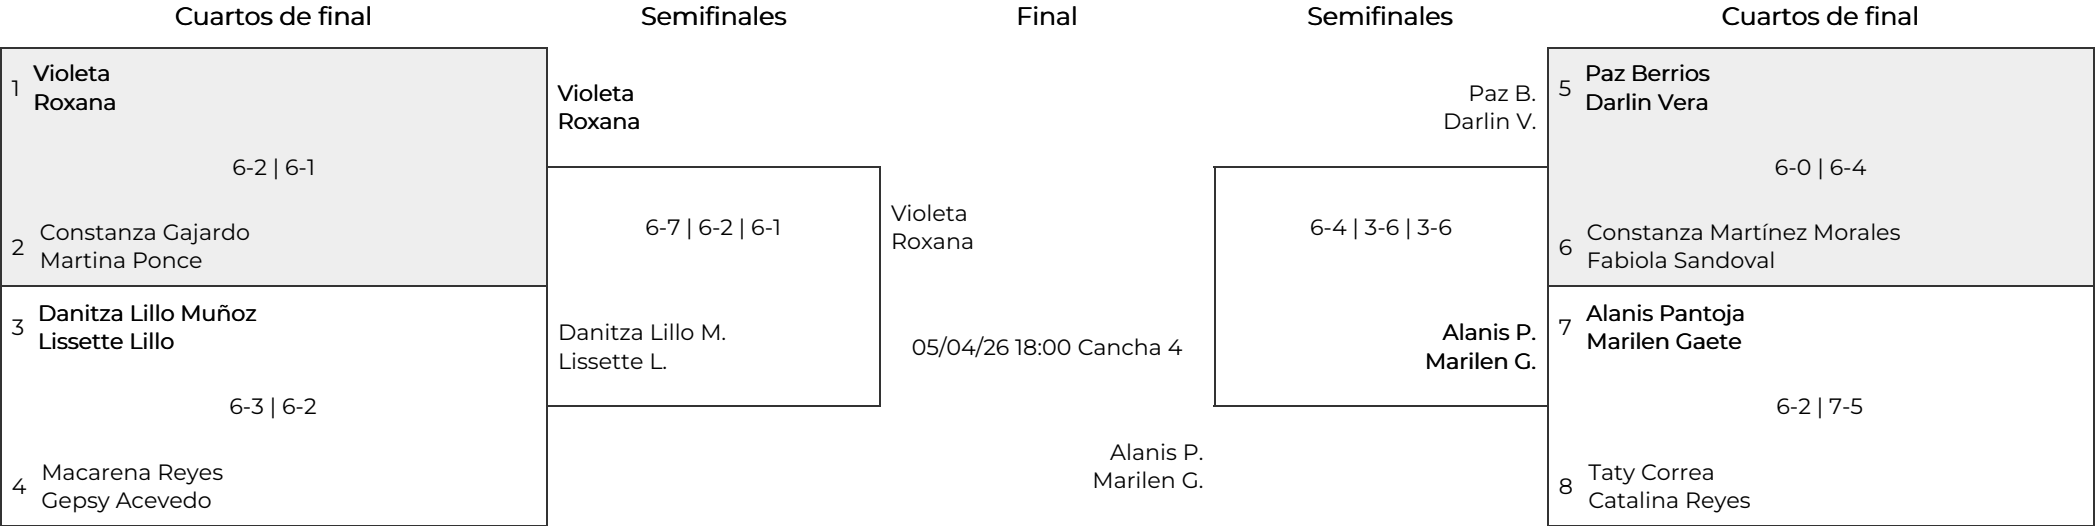 Cuartos de final
Semifinales
Final
Semifinales
Cuartos de final
1
Violeta
Roxana
6-2 | 6-1
2
Constanza Gajardo
Martina Ponce
3
Danitza Lillo Muñoz
Lissette Lillo
6-3 | 6-2
4
Macarena Reyes
Gepsy Acevedo
Violeta
Roxana
6-7 | 6-2 | 6-1
Danitza Lillo M.
Lissette L.
Violeta
Roxana
05/04/26 18:00 Cancha 4
Alanis P.
Marilen G.
Paz B.
Darlin V.
6-4 | 3-6 | 3-6
Alanis P.
Marilen G.
5
Paz Berrios
Darlin Vera
6-0 | 6-4
6
Constanza Martínez Morales
Fabiola Sandoval
7
Alanis Pantoja
Marilen Gaete
6-2 | 7-5
8
Taty Correa
Catalina Reyes